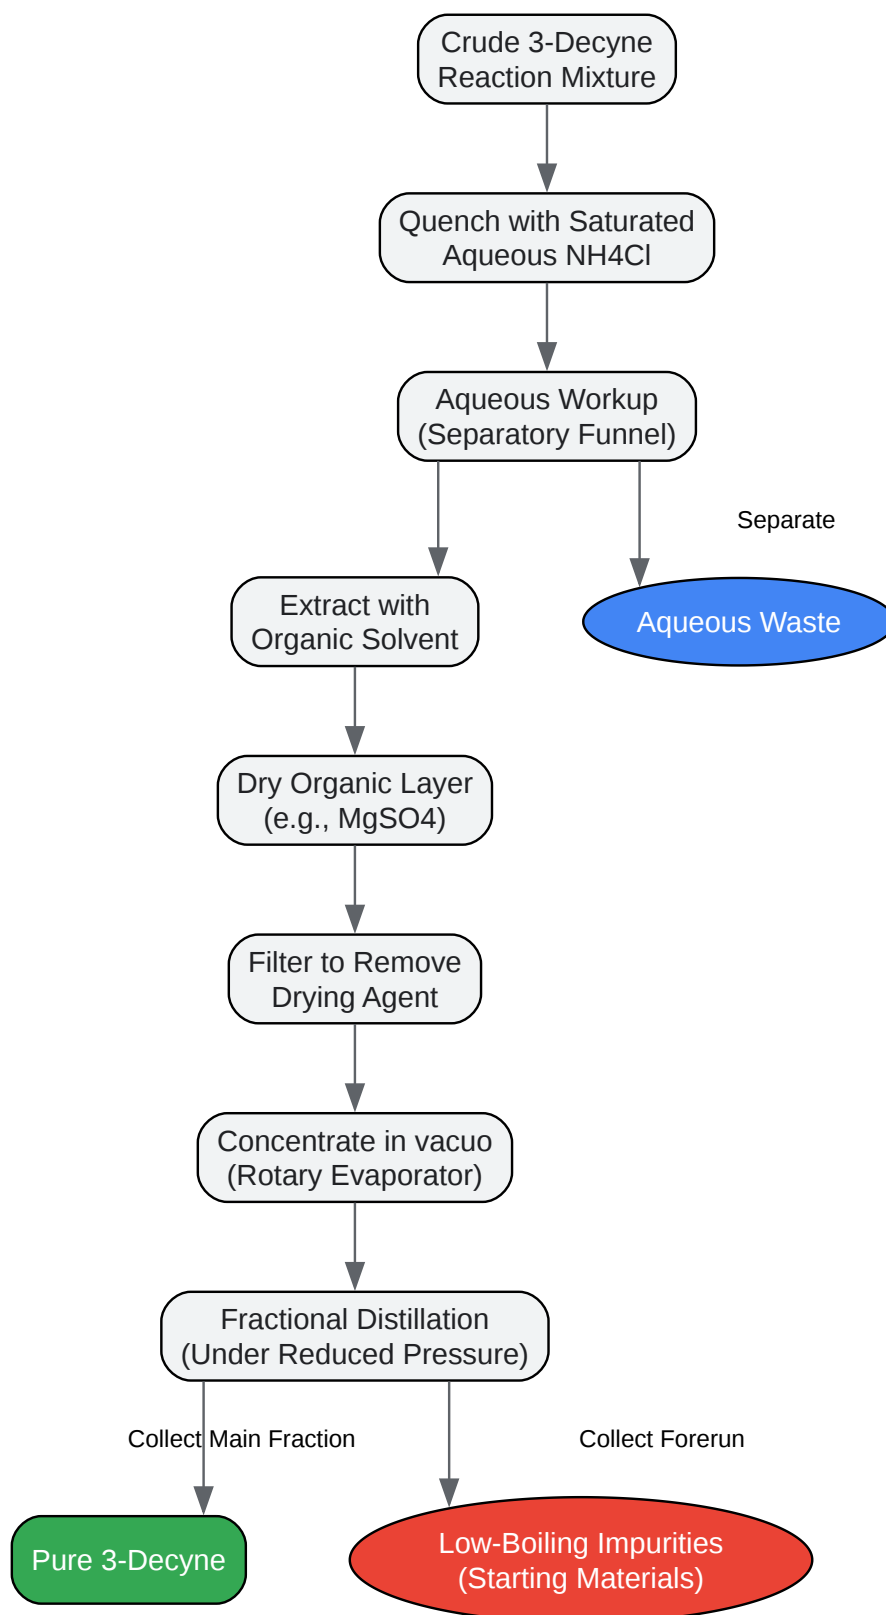 Crude 3-Decyne
Reaction Mixture
Quench with Saturated
Aqueous NH4Cl
Aqueous Workup
(Separatory Funnel)
Separate
Extract with
Organic Solvent
Aqueous Waste
Dry Organic Layer
(e.g., MgSO4)
Filter to Remove
Drying Agent
Concentrate in vacuo
(Rotary Evaporator)
Fractional Distillation
(Under Reduced Pressure)
Collect Main Fraction
Collect Forerun
Pure 3-Decyne
Low-Boiling Impurities
(Starting Materials)